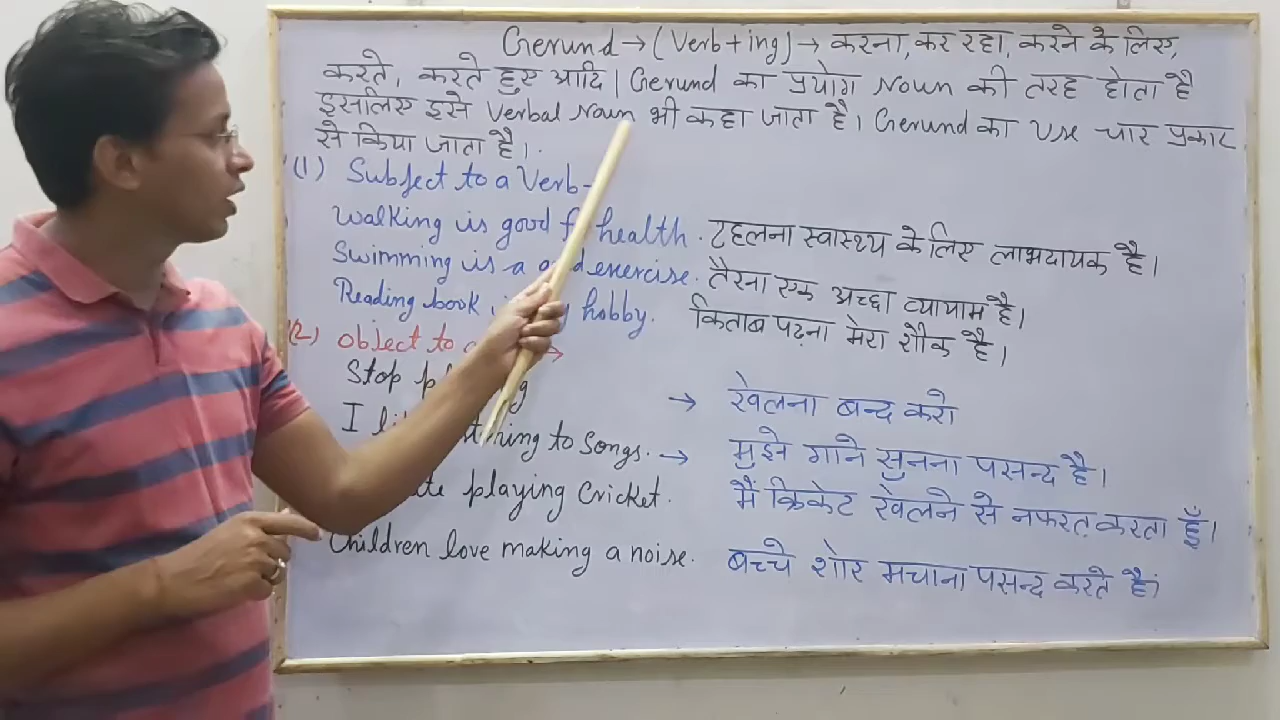 Gerund → (Verb+ing) → करना, कर रहा, करने के लिए,
करते, करते हुए आदि | Gerund का प्रयोग Noun की तरह होता है
इसलिए इसे Verbal Noun भी कहा जाता है। Gerund का Use चार प्रकार
से किया जाता है।
(1) Subject to a Verb-
Walking is good health. टहलना स्वास्थ्य के लिए लाभदायक है।
Swimming is a exercise. तैरना एक अच्छा व्यायाम है।
Reading book hobby. किताब पढ़ना मेरा शौक है।
(2) object to →
Stop → खेलना बन्द करो
I to songs. → मुझे गाने सुनना पसन्द है।
playing Cricket. मैं क्रिकेट खेलने से नफरत करता हूँ।
Children love making a noise. बच्चे शोर मचाना पसन्द करते है।